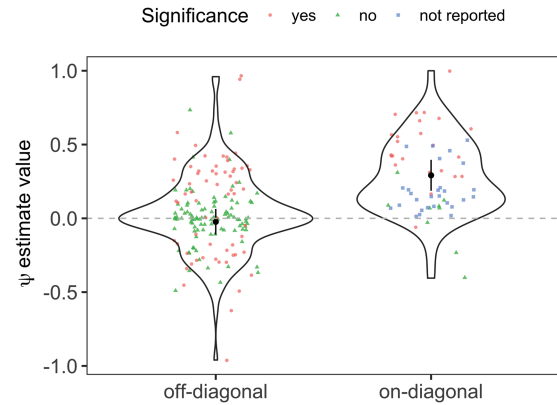 Significance yes no not reported
1.0
0.5
0.0
-0.5
-1.0
ψ estimate value
off-diagonal on-diagonal